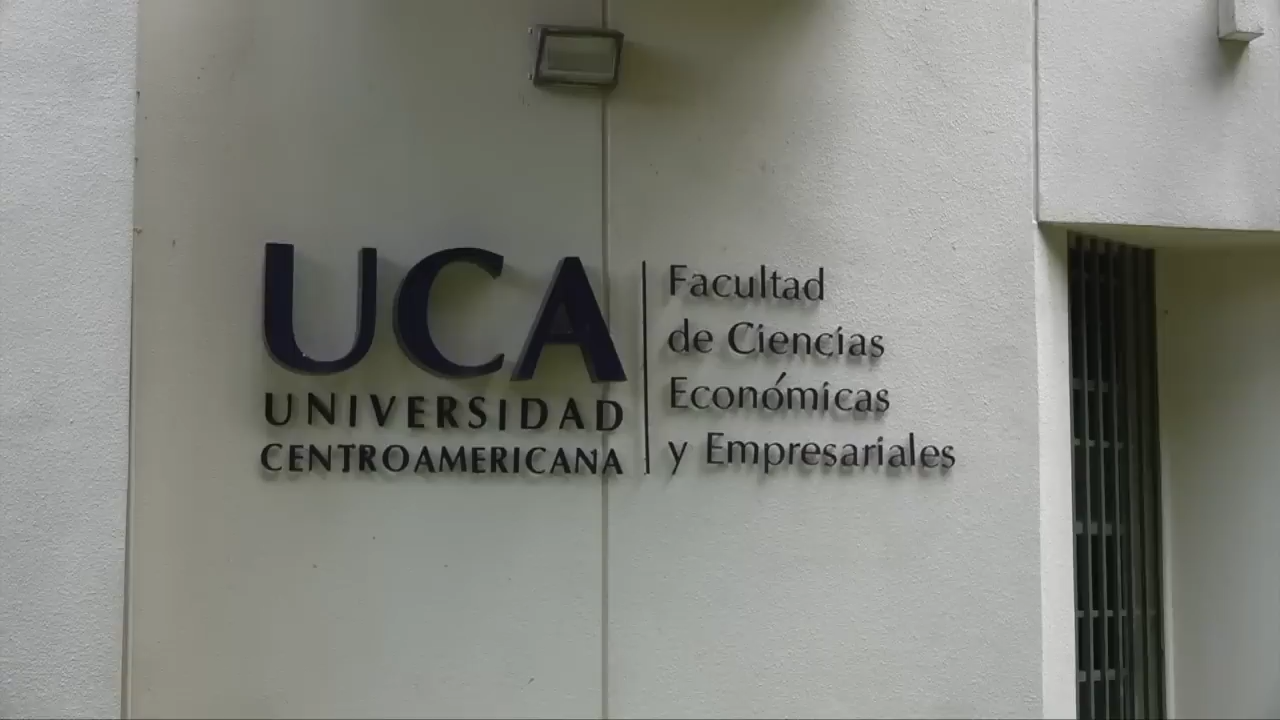 UCA
UNIVERSIDAD
CENTROAMERICANA
Facultad
de Ciencias
Económicas
y Empresariales